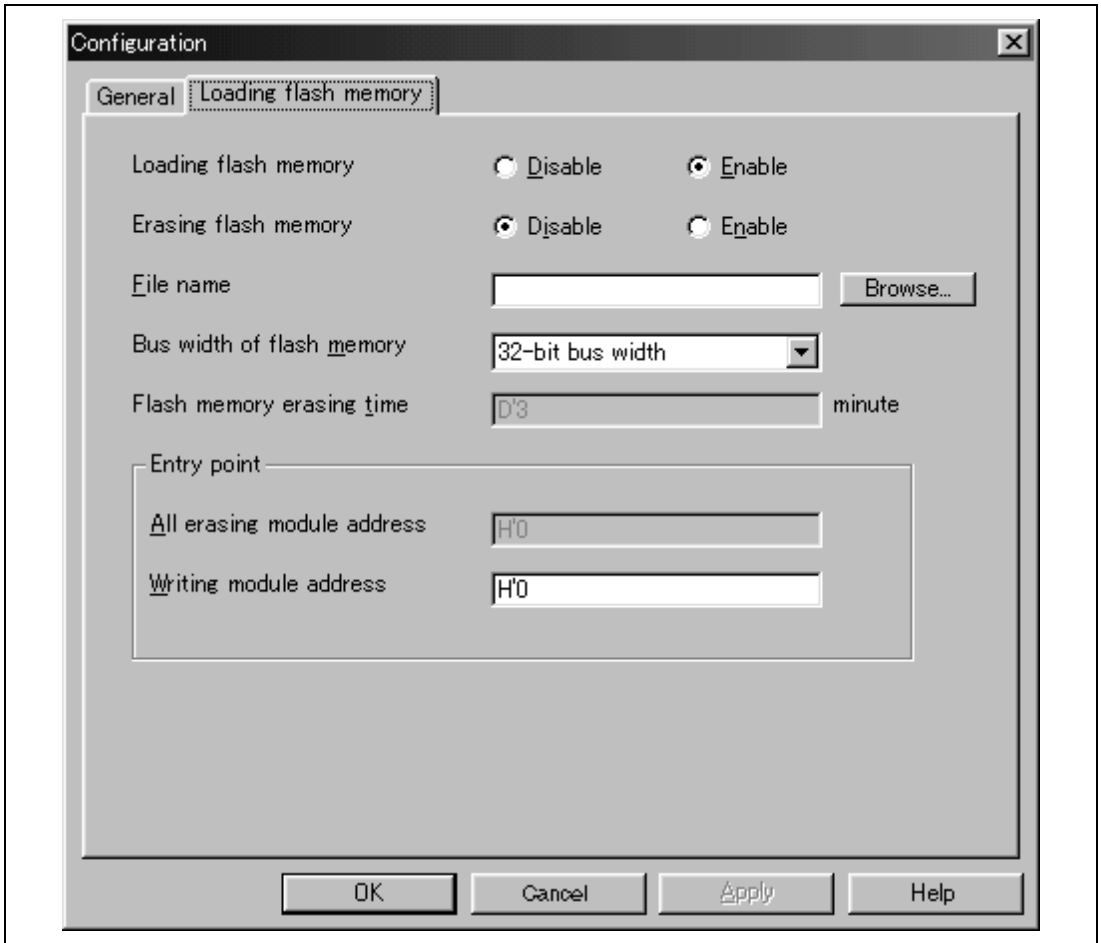 Configuration
General Loading flash memory
Loading flash memory Disable Enable
Erasing flash memory Disable Enable
File name Browse...
Bus width of flash memory 32-bit bus width
Flash memory erasing time D'3 minute
Entry point
All erasing module address H'0
Writing module address H'0
OK Cancel Apply Help